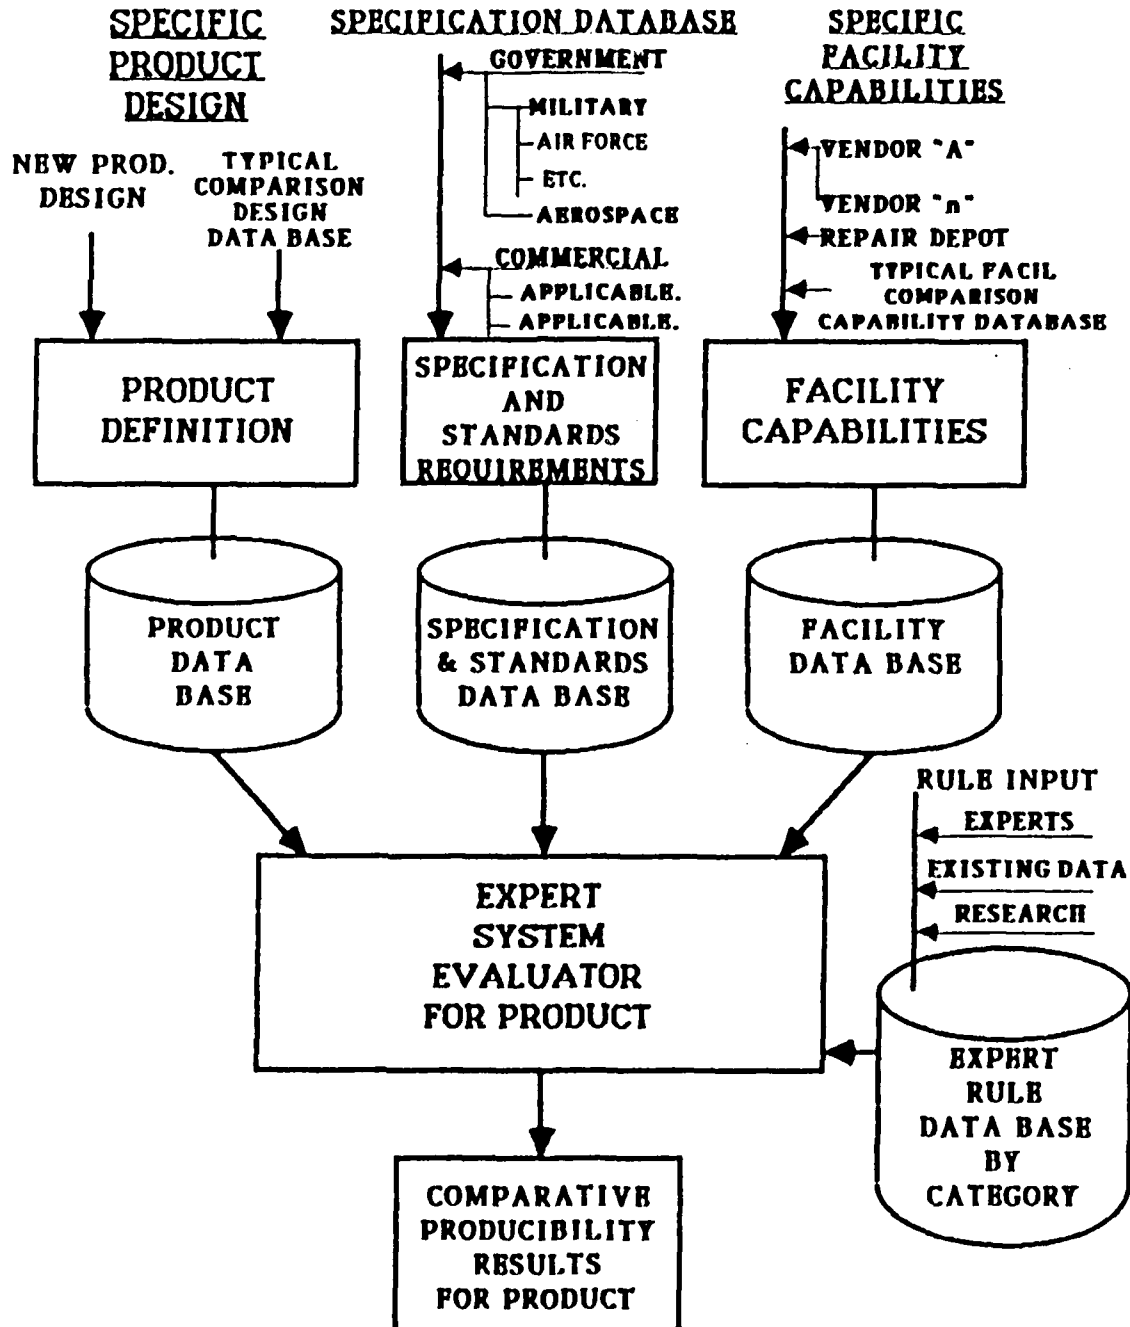 SPECIFIC
PRODUCT
DESIGN
NEW PROD.
DESIGN
TYPICAL
COMPARISON
DESIGN
DATA BASE
SPECIFICATION DATABASE
GOVERNMENT
MILITARY
AIR FORCE
ETC.
AEROSPACE
COMMERCIAL
APPLICABLE.
APPLICABLE.
SPECIFIC
FACILITY
CAPABILITIES
VENDOR "A"
VENDOR "n"
REPAIR DEPOT
TYPICAL FACIL
COMPARISON
CAPABILITY DATABASE
PRODUCT
DEFINITION
SPECIFICATION
AND
STANDARDS
REQUIREMENTS
FACILITY
CAPABILITIES
PRODUCT
DATA
BASE
SPECIFICATION
& STANDARDS
DATA BASE
FACILITY
DATA BASE
RULE INPUT
EXPERTS
EXISTING DATA
RESEARCH
EXPERT
SYSTEM
EVALUATOR
FOR PRODUCT
EXPERT
RULE
DATA BASE
BY
CATEGORY
COMPARATIVE
PRODUCIBILITY
RESULTS
FOR PRODUCT